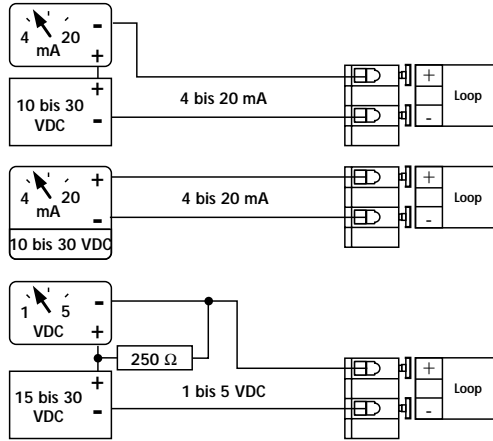 -
4 20
mA
+
+
10 bis 30
VDC
-
4 bis 20 mA
+
Loop
-
4 20
mA
+
-
10 bis 30 VDC
4 bis 20 mA
+
Loop
-
1 5
VDC
-
+
250 Ω
+
15 bis 30
VDC
-
1 bis 5 VDC
+
Loop
-